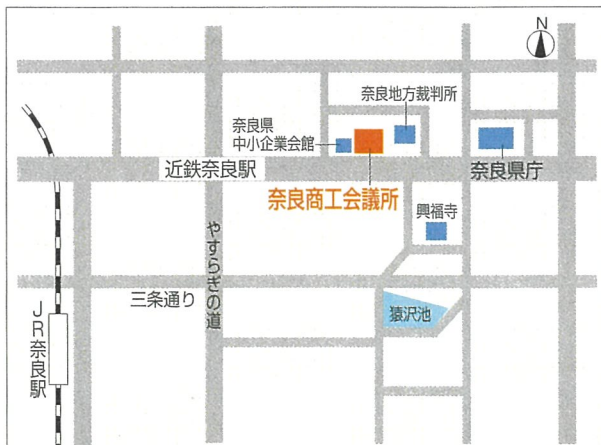 N
奈良地方裁判所
奈良県
中小企業会館
近鉄奈良駅
奈良県庁
奈良商工会議所
興福寺
やすらぎの道
三条通り
猿沢池
JR奈良駅